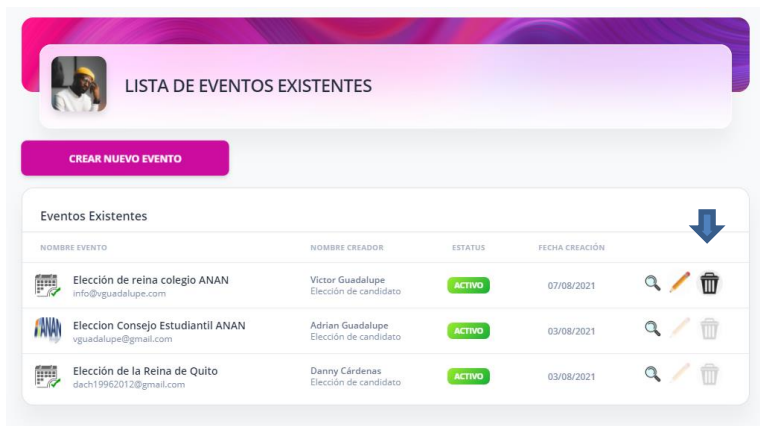 LISTA DE EVENTOS EXISTENTES
CREAR NUEVO EVENTO
Eventos Existentes
NOMBRE EVENTO NOMBRE CREADOR ESTATUS FECHA CREACIÓN
Elección de reina colegio ANAN Victor Guadalupe ACTIVO 07/08/2021
info@vguadalupe.com Elección de candidato
ANAN Eleccion Consejo Estudiantil ANAN Adrian Guadalupe ACTIVO 03/08/2021
vguadalupe@gmail.com Elección de candidato
Elección de la Reina de Quito Danny Cárdenas ACTIVO 03/08/2021
dach19962012@gmail.com Elección de candidato